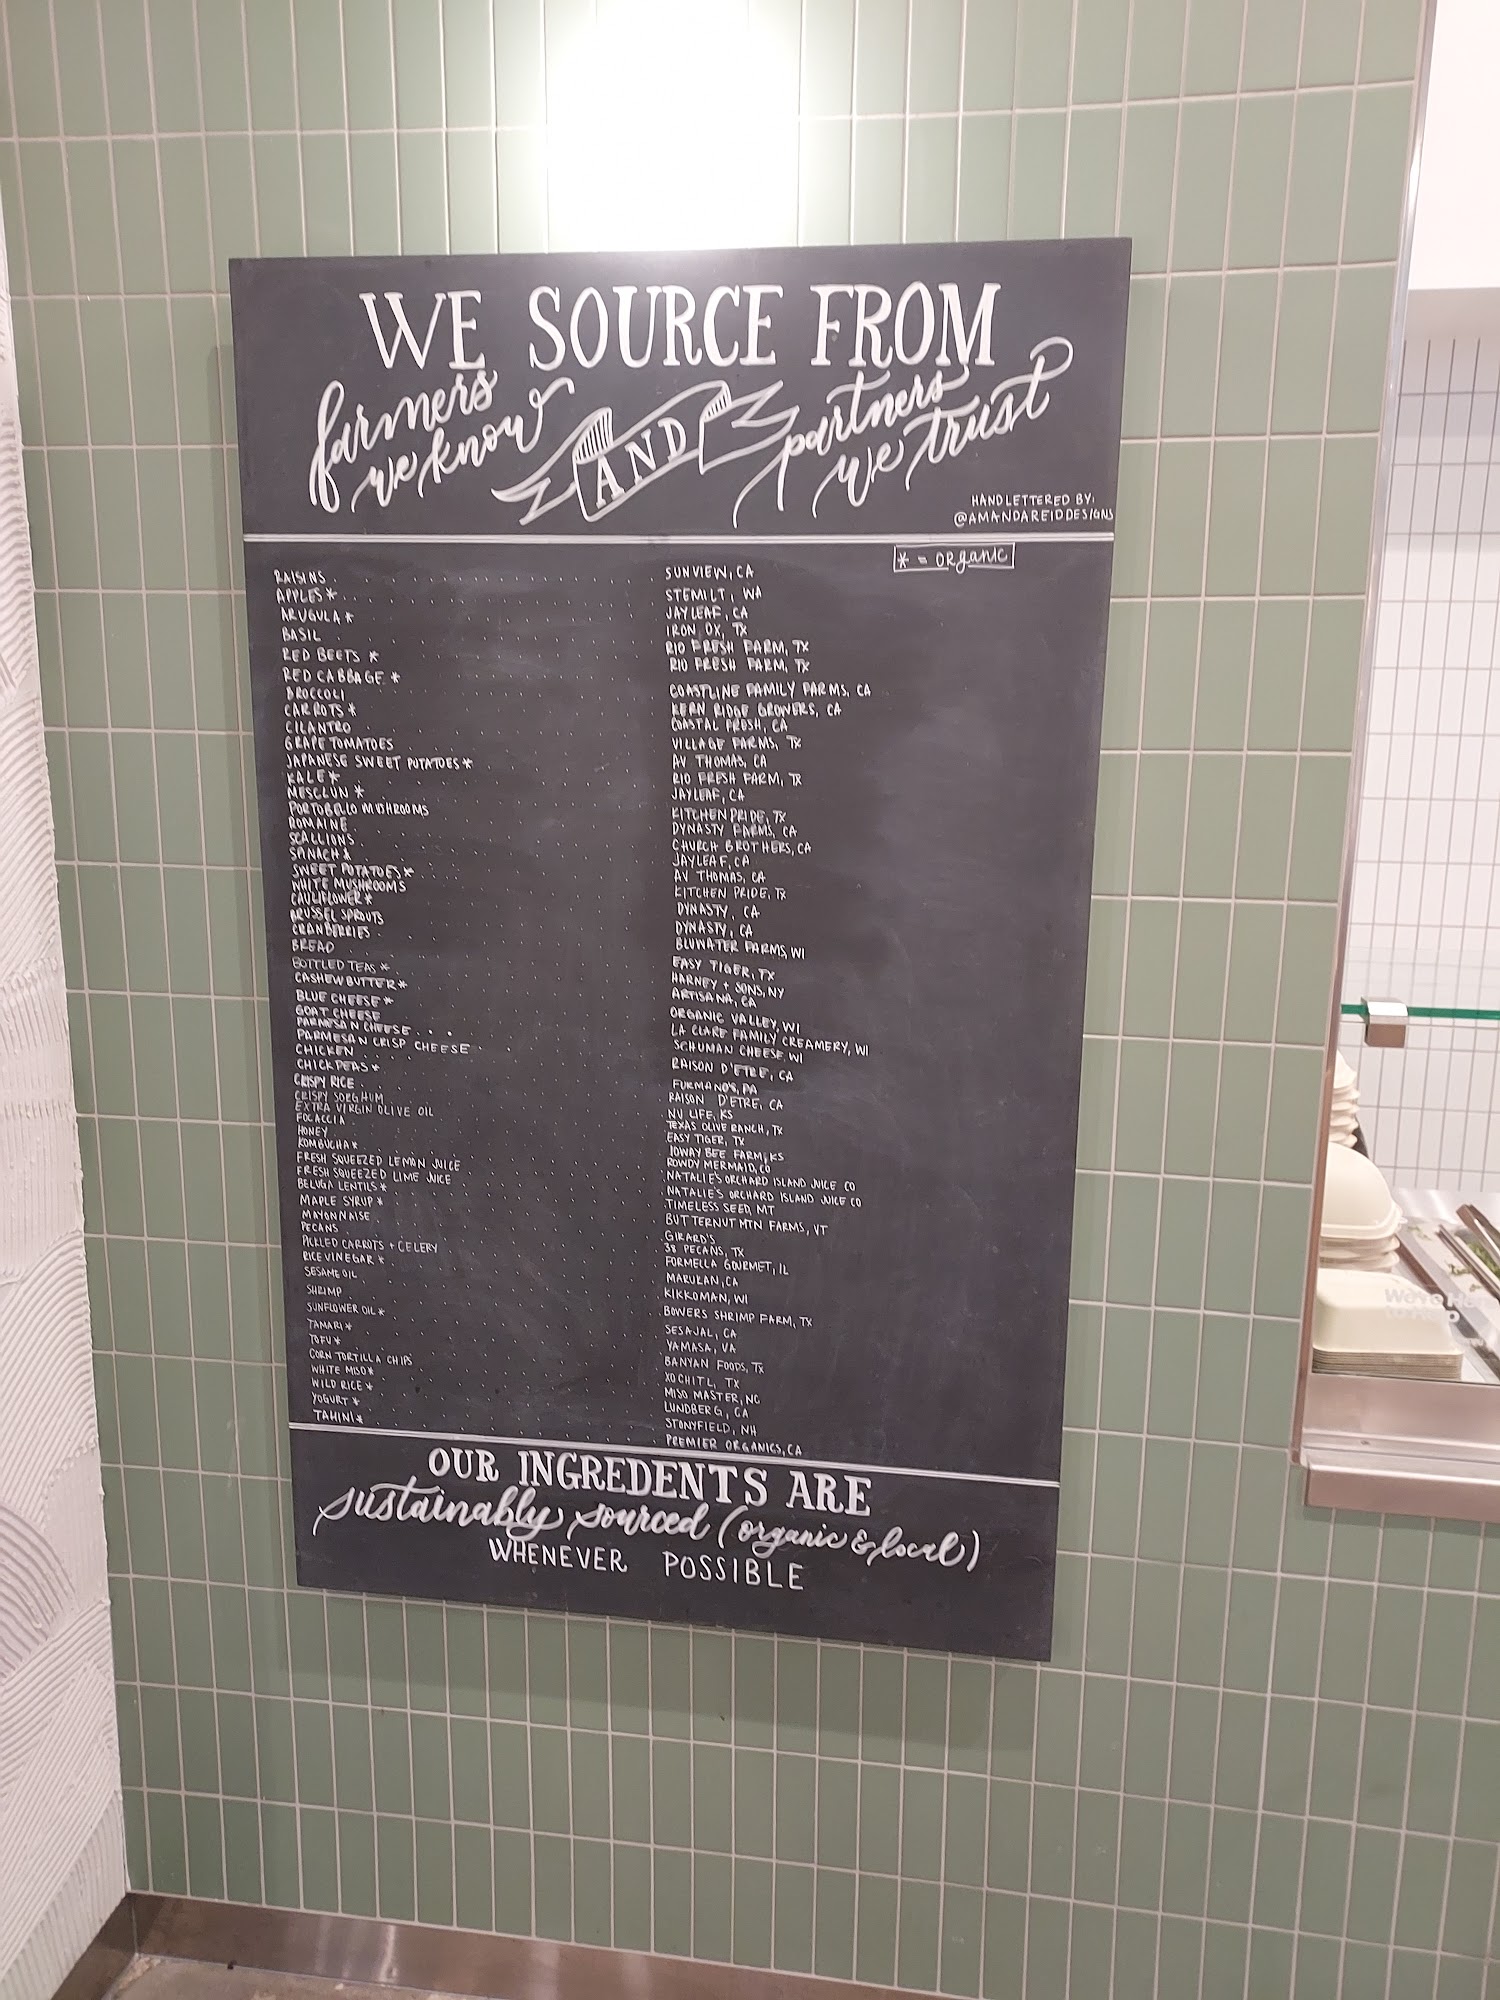 WE SOURCE FROM
farmers we know AND partners we trust
HANDLETTERED BY:
@AMANDAREIDDESIGNS
* = organic
RAISINS SUNVIEW, CA
APPLES* STEMILT, WA
ARUGULA* JAYLEAF, CA
BASIL IRON OX, TX
RED BEETS * RIO FRESH FARM, TX
RED CABBAGE * RIO FRESH FARM, TX
BROCCOLI COASTLINE FAMILY FARMS, CA
CARROTS* KERN RIDGE GROWERS, CA
CILANTRO COASTAL FRESH, CA
GRAPE TOMATOES VILLAGE FARMS, TX
JAPANESE SWEET POTATOES* AV THOMAS, CA
KALE* RIO FRESH FARM, TX
MESCLUN * JAYLEAF, CA
PORTOBELLO MUSHROOMS KITCHEN PRIDE, TX
ROMAINE DYNASTY FARMS, CA
SCALLIONS CHURCH BROTHERS, CA
SPINACH* JAYLEAF, CA
SWEET POTATOES* AV THOMAS, CA
WHITE MUSHROOMS KITCHEN PRIDE, TX
CAULIFLOWER* DYNASTY, CA
BRUSSEL SPROUTS DYNASTY, CA
CRANBERRIES BLUWATER FARMS, WI
BREAD EASY TIGER, TX
BOTTLED TEAS * HARNEY + SONS, NY
CASHEW BUTTER* ARTISANA, CA
BLUE CHEESE* ORGANIC VALLEY, WI
GOAT CHEESE LA CLARE FAMILY CREAMERY, WI
PARMESAN CHEESE . . . SCHUMAN CHEESE, WI
PARMESAN CRISP CHEESE
CHICKEN RAISON D'ETRE, CA
CHICKPEAS * FURMANO'S, PA
CRISPY RICE RAISON D'ETRE, CA
CRISPY SORGHUM NU LIFE, KS
EXTRA VIRGIN OLIVE OIL TEXAS OLIVE RANCH, TX
FOCACCIA EASY TIGER, TX
HONEY IOWAY BEE FARM, KS
KOMBUCHA* ROWDY MERMAID, CO
FRESH SQUEEZED LEMON JUICE NATALIE'S ORCHARD ISLAND JUICE CO
FRESH SQUEEZED LIME JUICE NATALIE'S ORCHARD ISLAND JUICE CO
BELUGA LENTILS * TIMELESS SEED, MT
MAPLE SYRUP * BUTTERNUT MTN FARMS, VT
MAYONNAISE GIRARD'S
PECANS 38 PECANS, TX
PICKLED CARROTS + CELERY FORMELLA GOURMET, IL
RICE VINEGAR * MARUKAN, CA
SESAME OIL KIKKOMAN, WI
SHRIMP BOWERS SHRIMP FARM, TX
SUNFLOWER OIL * SESAJAL, CA
TAMARI* YAMASA, VA
TOFU* BANYAN FOODS, TX
CORN TORTILLA CHIPS XOCHITL, TX
WHITE MISO* MISO MASTER, NC
WILD RICE * LUNDBERG, CA
YOGURT * STONYFIELD, NH
TAHINI* PREMIER ORGANICS, CA
OUR INGREDENTS ARE
sustainably sourced (organic & local)
WHENEVER POSSIBLE